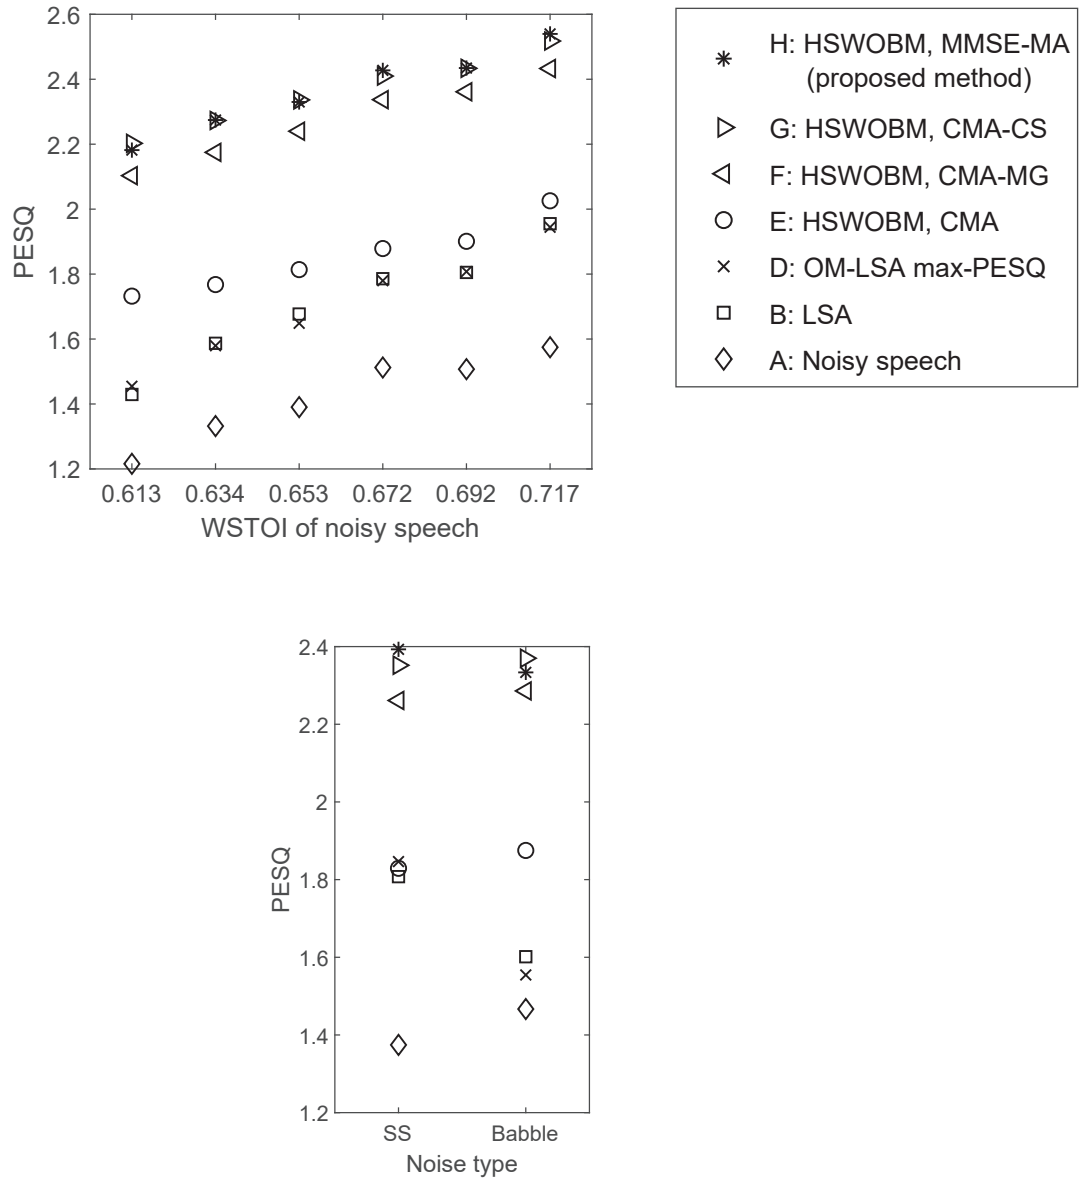 2.6
2.4
2.2
2
1.8
1.6
1.4
1.2
PESQ
0.613 0.634 0.653 0.672 0.692 0.717
WSTOI of noisy speech
H: HSWOBM, MMSE-MA
(proposed method)
G: HSWOBM, CMA-CS
F: HSWOBM, CMA-MG
E: HSWOBM, CMA
D: OM-LSA max-PESQ
B: LSA
A: Noisy speech
2.4
2.2
2
1.8
1.6
1.4
1.2
PESQ
SS Babble
Noise type